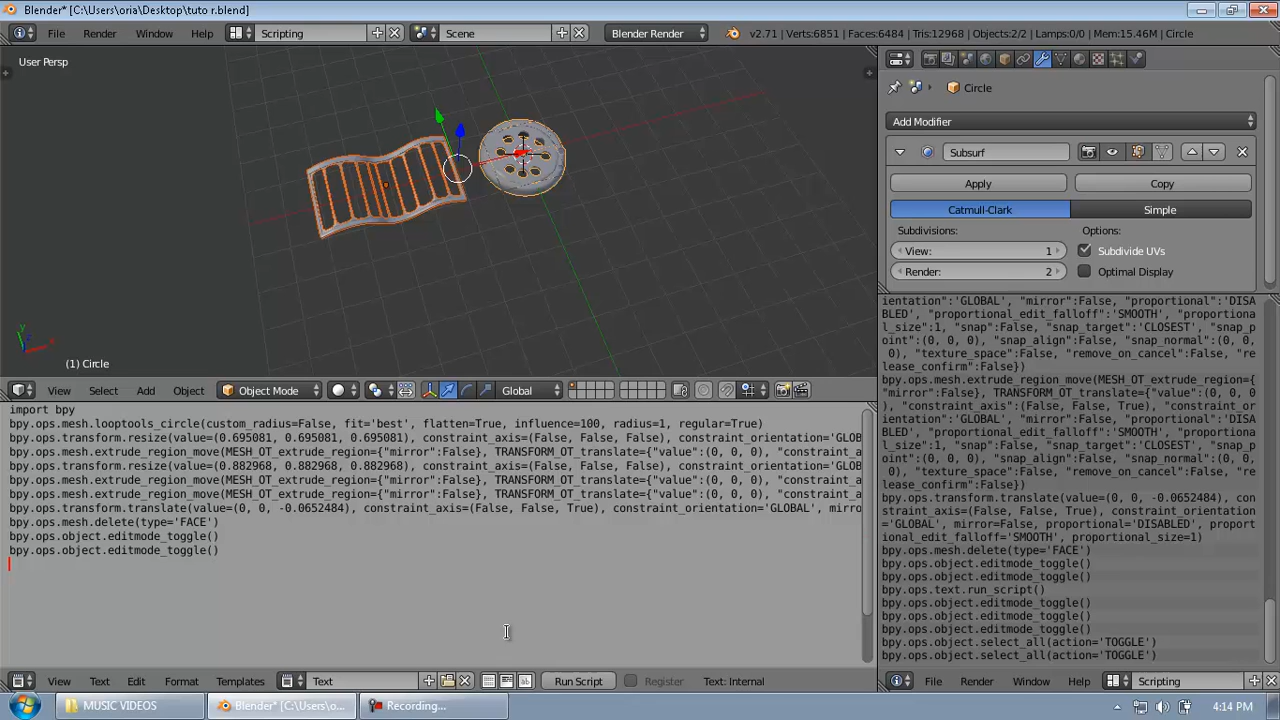 Blender* [C:\Users\oria\Desktop\tuto r.blend]
File Render Window Help Scripting Scene Blender Render v2.71 | Verts:6851 | Faces:6484 | Tris:12968 | Objects:2/2 | Lamps:0/0 | Mem:15.46M | Circle
User Persp
Circle
Add Modifier
Subsurf
Apply Copy
Catmull-Clark Simple
Subdivisions: Options:
View: 1 Subdivide UVs
Render: 2 Optimal Display
(1) Circle
View Select Add Object Object Mode Global
import bpy
bpy.ops.mesh.looptools_circle(custom_radius=False, fit='best', flatten=True, influence=100, radius=1, regular=True)
bpy.ops.transform.resize(value=(0.695081, 0.695081, 0.695081), constraint_axis=(False, False, False), constraint_orientation='GLOB
bpy.ops.mesh.extrude_region_move(MESH_OT_extrude_region={"mirror":False}, TRANSFORM_OT_translate={"value":(0, 0, 0), "constraint_a
bpy.ops.transform.resize(value=(0.882968, 0.882968, 0.882968), constraint_axis=(False, False, False), constraint_orientation='GLOB
bpy.ops.mesh.extrude_region_move(MESH_OT_extrude_region={"mirror":False}, TRANSFORM_OT_translate={"value":(0, 0, 0), "constraint_a
bpy.ops.mesh.extrude_region_move(MESH_OT_extrude_region={"mirror":False}, TRANSFORM_OT_translate={"value":(0, 0, 0), "constraint_a
bpy.ops.transform.translate(value=(0, 0, -0.0652484), constraint_axis=(False, False, True), constraint_orientation='GLOBAL', mirro
bpy.ops.mesh.delete(type='FACE')
bpy.ops.object.editmode_toggle()
bpy.ops.object.editmode_toggle()
ientation":'GLOBAL', "mirror":False, "proportional":'DISA
BLED', "proportional_edit_falloff":'SMOOTH', "proportiona
l_size":1, "snap":False, "snap_target":'CLOSEST', "snap_p
oint":(0, 0, 0), "snap_align":False, "snap_normal":(0, 0,
0), "texture_space":False, "remove_on_cancel":False, "re
lease_confirm":False})
bpy.ops.mesh.extrude_region_move(MESH_OT_extrude_region={
"mirror":False}, TRANSFORM_OT_translate={"value":(0, 0,
0), "constraint_axis":(False, False, False), "constraint_or
ientation":'GLOBAL', "mirror":False, "proportional":'DISA
BLED', "proportional_edit_falloff":'SMOOTH', "proportiona
l_size":1, "snap":False, "snap_target":'CLOSEST', "snap_p
oint":(0, 0, 0), "snap_align":False, "snap_normal":(0, 0,
0), "texture_space":False, "remove_on_cancel":False, "re
lease_confirm":False})
bpy.ops.transform.translate(value=(0, 0, -0.0652484), con
straint_axis=(False, False, True), constraint_orientation
='GLOBAL', mirror=False, proportional='DISABLED', proport
ional_edit_falloff='SMOOTH', proportional_size=1)
bpy.ops.mesh.delete(type='FACE')
bpy.ops.object.editmode_toggle()
bpy.ops.object.editmode_toggle()
bpy.ops.text.run_script()
bpy.ops.object.editmode_toggle()
bpy.ops.object.editmode_toggle()
bpy.ops.object.editmode_toggle()
bpy.ops.object.select_all(action='TOGGLE')
bpy.ops.object.select_all(action='TOGGLE')
View Text Edit Format Templates Text Run Script Register Text: Internal
File Render Window Help Scripting
MUSIC VIDEOS Blender* [C:\Users\o... Recording... 4:14 PM